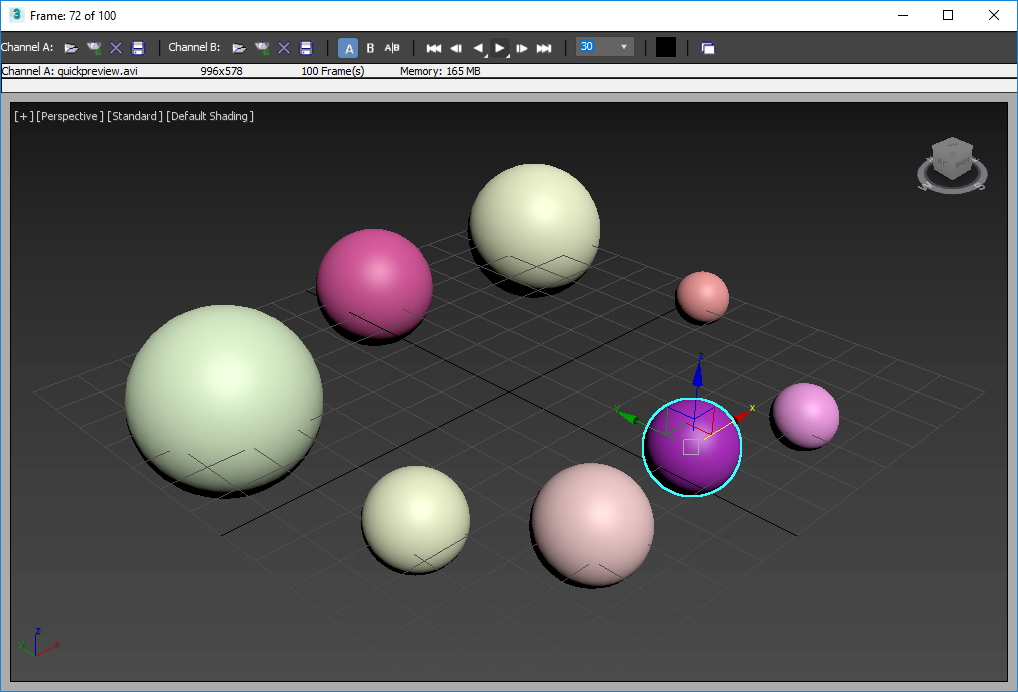 Frame: 72 of 100
Channel A: Channel B: A B A|B 30
Channel A: quickpreview.avi 996x578 100 Frame(s) Memory: 165 MB
[+] [Perspective] [Standard] [Default Shading]
z
y x
z
y x